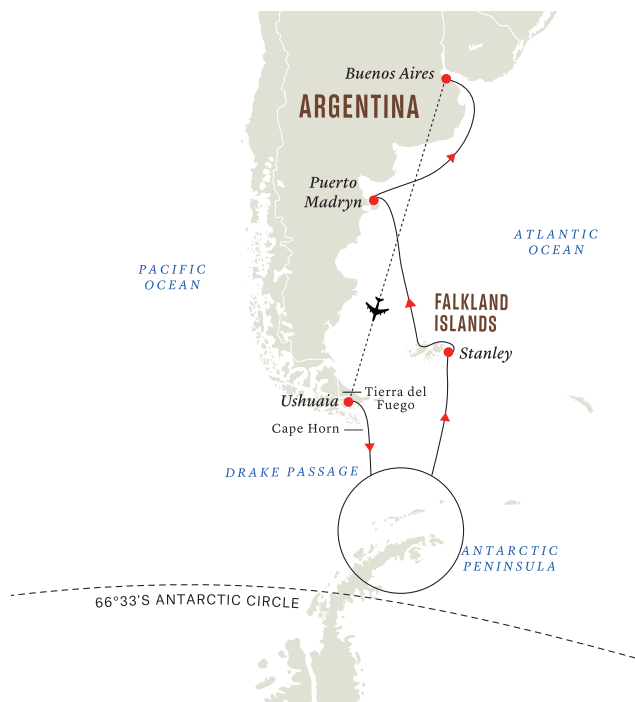 Buenos Aires
ARGENTINA
Puerto
Madryn
ATLANTIC
OCEAN
PACIFIC
OCEAN
FALKLAND
ISLANDS
Stanley
Tierra del
Fuego
Ushuaia
Cape Horn
DRAKE PASSAGE
ANTARCTIC
PENINSULA
66°33'S ANTARCTIC CIRCLE